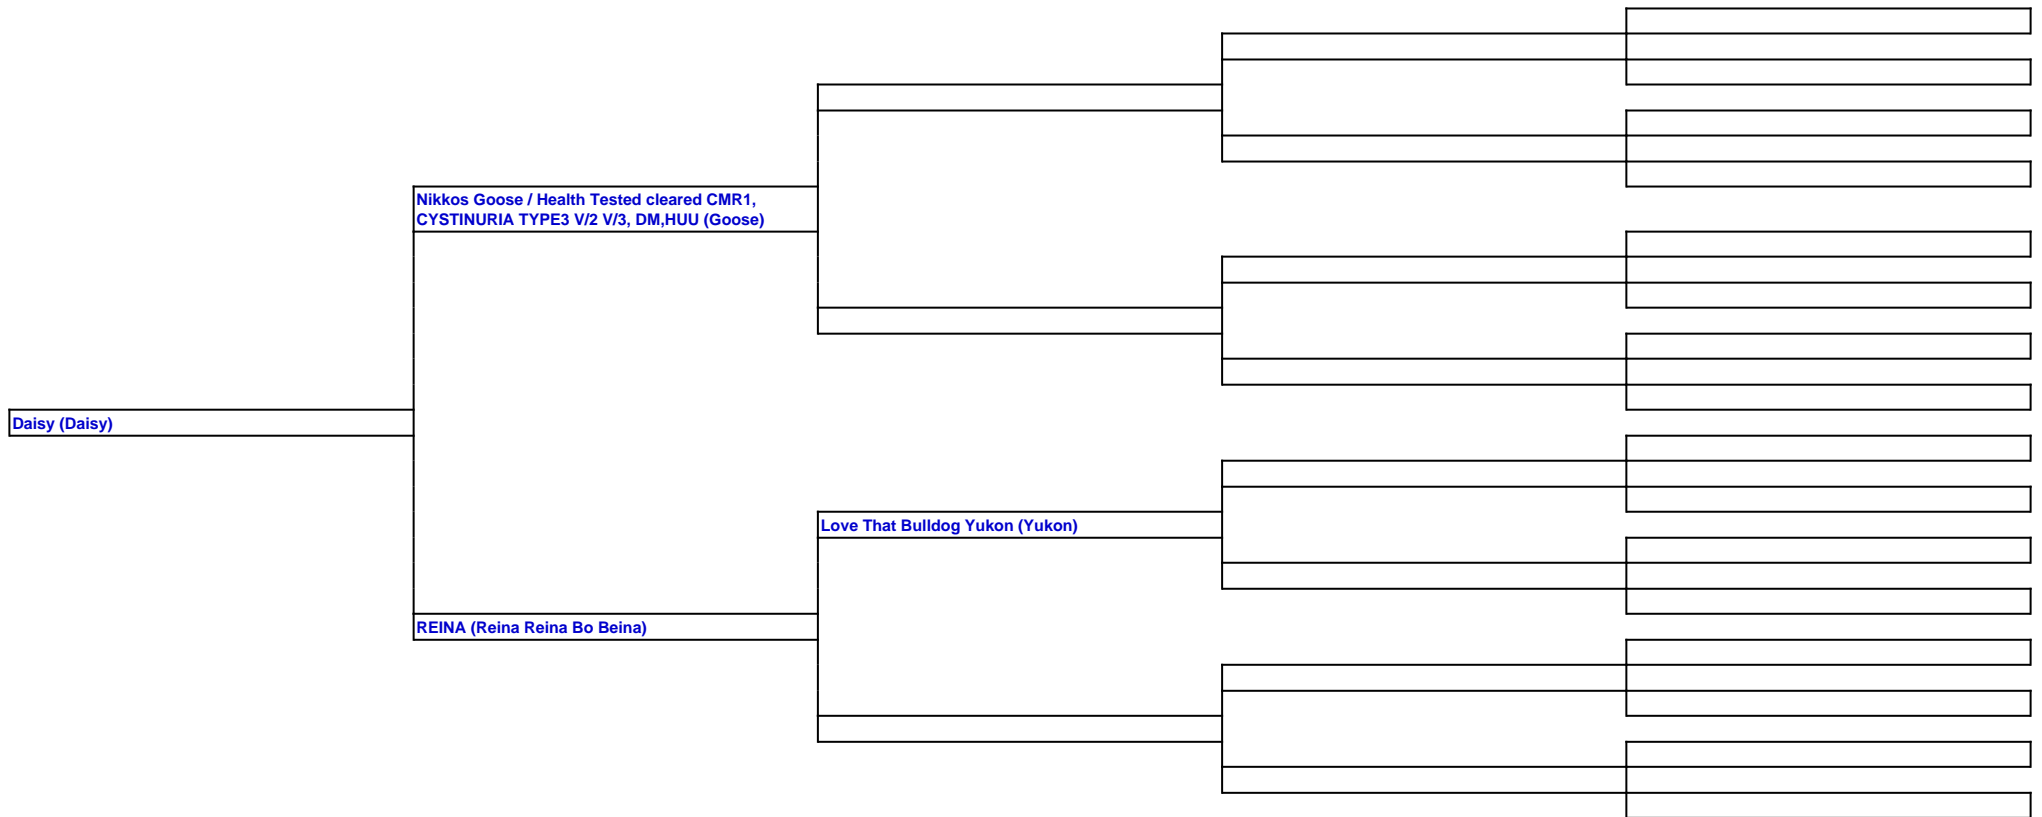 Nikkos Goose / Health Tested cleared CMR1,
CYSTINURIA TYPE3 V/2 V/3, DM,HUU (Goose)
Daisy (Daisy)
Love That Bulldog Yukon (Yukon)
REINA (Reina Reina Bo Beina)